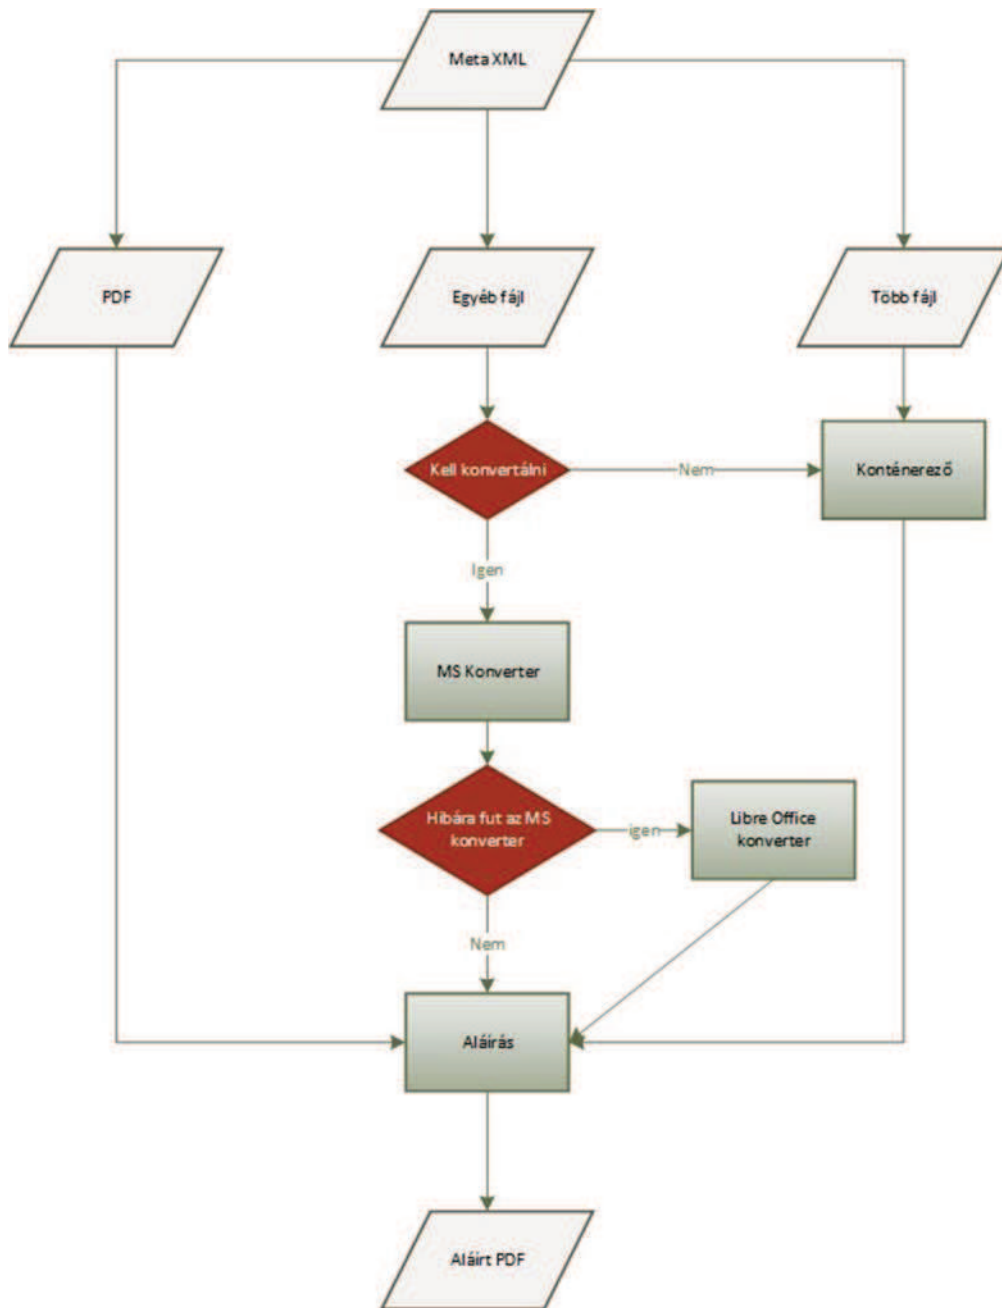 Meta XML
PDF
Egyéb fájl
Több fájl
Kell konvertálni
Nem
Konténerező
Igen
MS Konverter
Hibára fut az MS
konverter
igen
Libre Office
konverter
Nem
Aláírás
Aláírt PDF